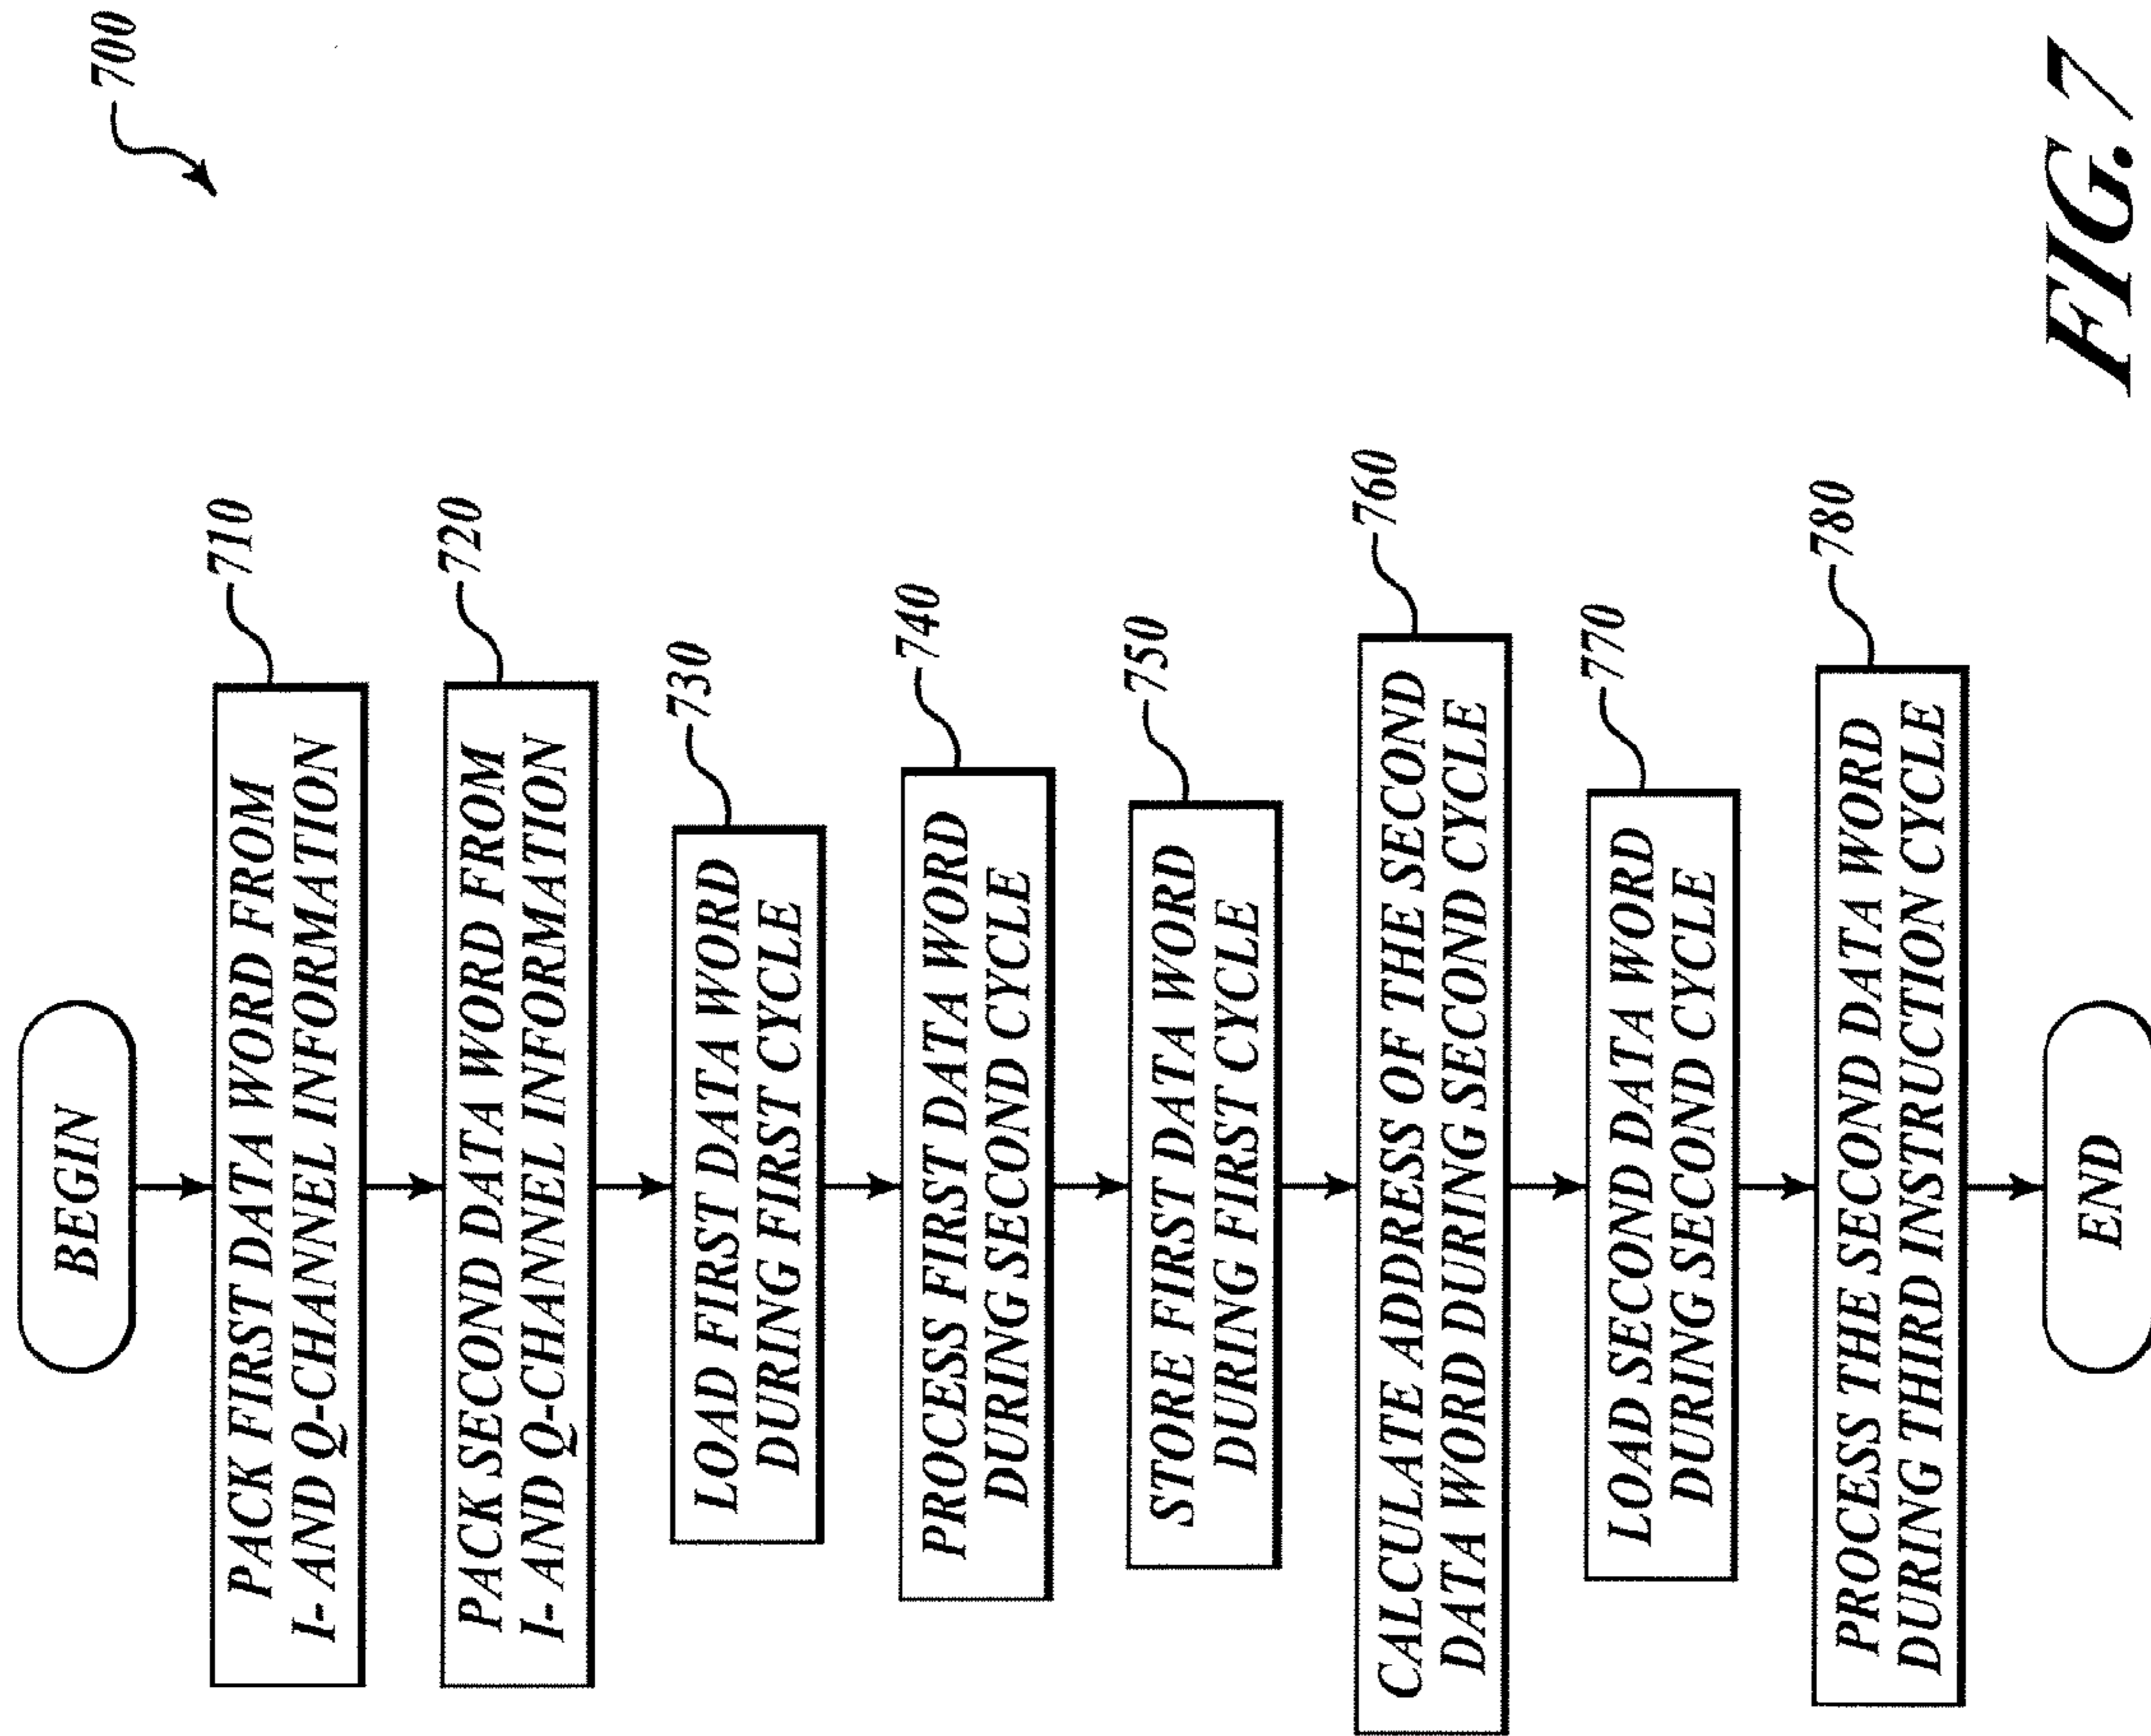 700
BEGIN
PACK FIRST DATA WORD FROM
I- AND Q-CHANNEL INFORMATION
710
PACK SECOND DATA WORD FROM
I- AND Q-CHANNEL INFORMATION
720
LOAD FIRST DATA WORD
DURING FIRST CYCLE
730
PROCESS FIRST DATA WORD
DURING SECOND CYCLE
740
STORE FIRST DATA WORD
DURING FIRST CYCLE
750
CALCULATE ADDRESS OF THE SECOND
DATA WORD DURING SECOND CYCLE
760
LOAD SECOND DATA WORD
DURING SECOND CYCLE
770
PROCESS THE SECOND DATA WORD
DURING THIRD INSTRUCTION CYCLE
780
END
FIG. 7